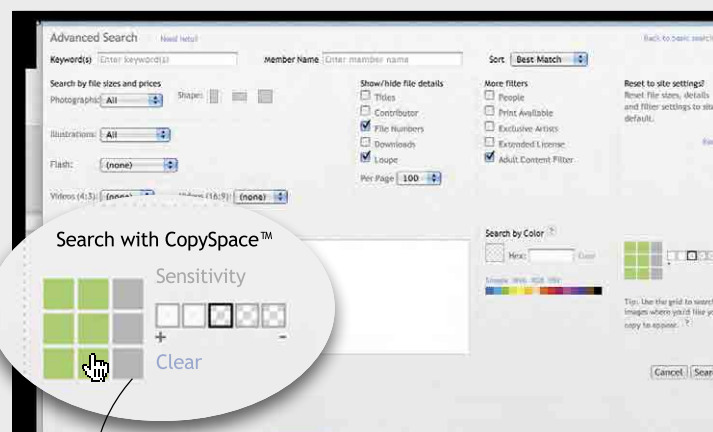 Advanced Search Need help?
Back to basic search
Keyword(s) Enter keyword(s) Member Name Enter member name Sort Best Match
Search by file sizes and prices
Photographs: All Shape:
Illustrations: All
Flash: (none)
Videos (4:3): (none) Videos (16:9): (none)
Show/hide file details
Titles
Contributor
File Numbers
Downloads
Loupe
Per Page 100
More filters
People
Print Available
Exclusive Artists
Extended License
Adult Content Filter
Reset to site settings?
Reset file sizes, details
and filter settings to site
default.
Search by Color ?
Hex: Clear
Search with CopySpace™
Sensitivity
+ -
Clear
Tip: Use the grid to search
images where you'd like
copy to appear. ?
Cancel